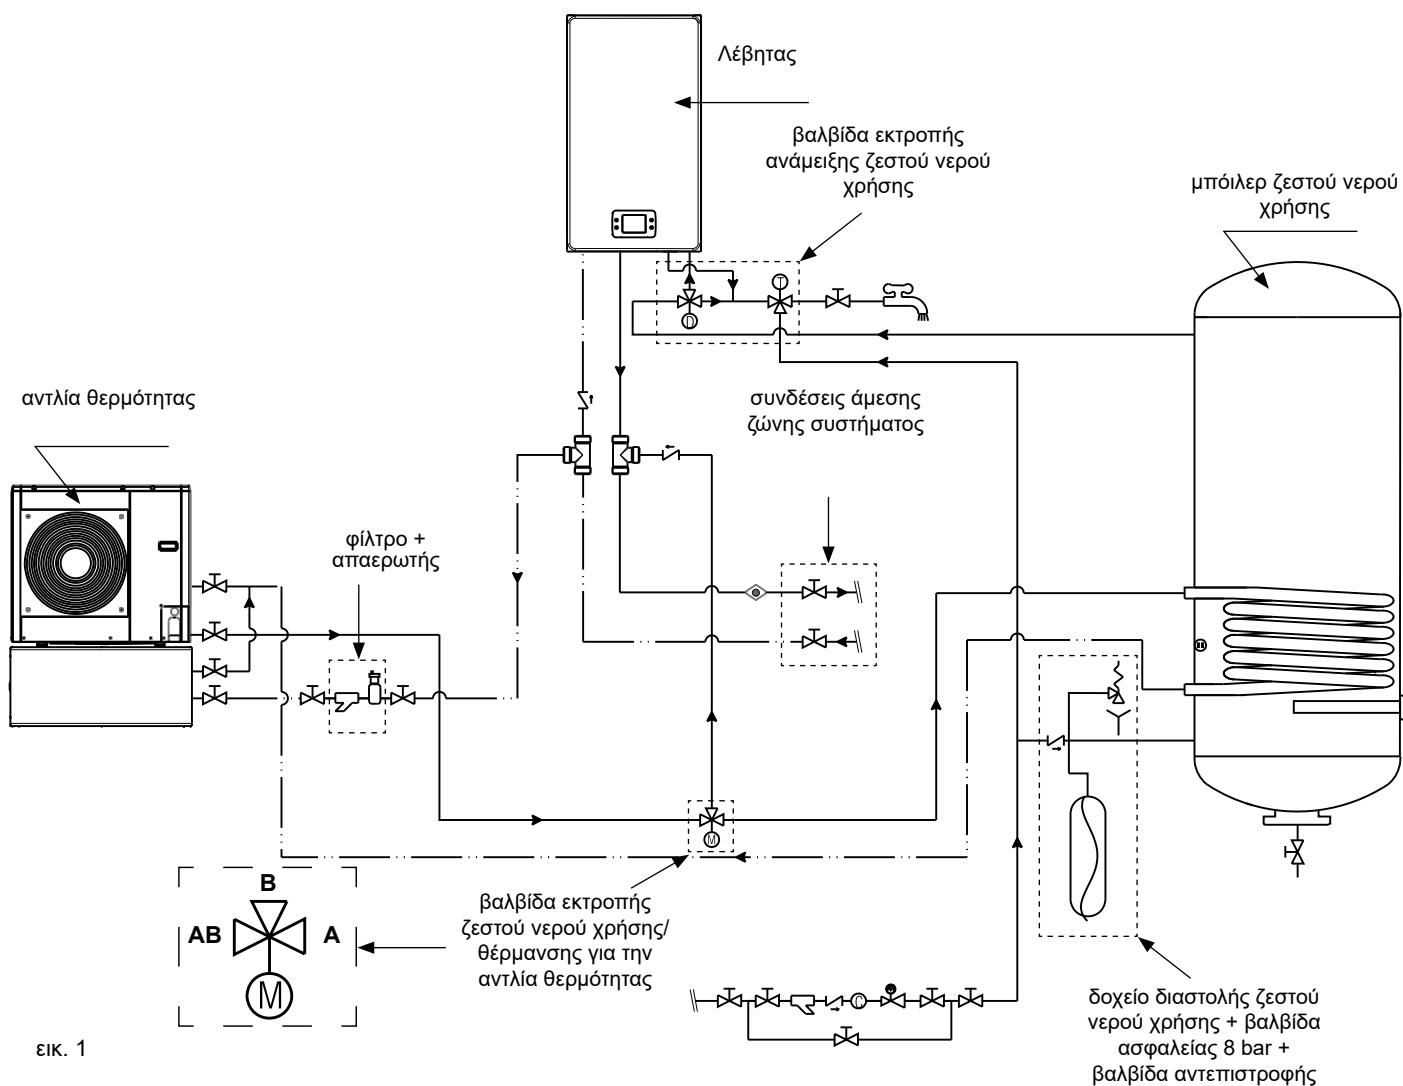 Λέβητας
βαλβίδα εκτροπής
ανάμειξης ζεστού νερού
χρήσης
μπόιλερ ζεστού νερού
χρήσης
T
D
αντλία θερμότητας
συνδέσεις άμεσης
ζώνης συστήματος
φίλτρο +
απαερωτής
M
B
AB
A
M
βαλβίδα εκτροπής
ζεστού νερού χρήσης/
θέρμανσης για την
αντλία θερμότητας
C
δοχείο διαστολής ζεστού
νερού χρήσης + βαλβίδα
ασφαλείας 8 bar +
βαλβίδα αντεπιστροφής
εικ. 1